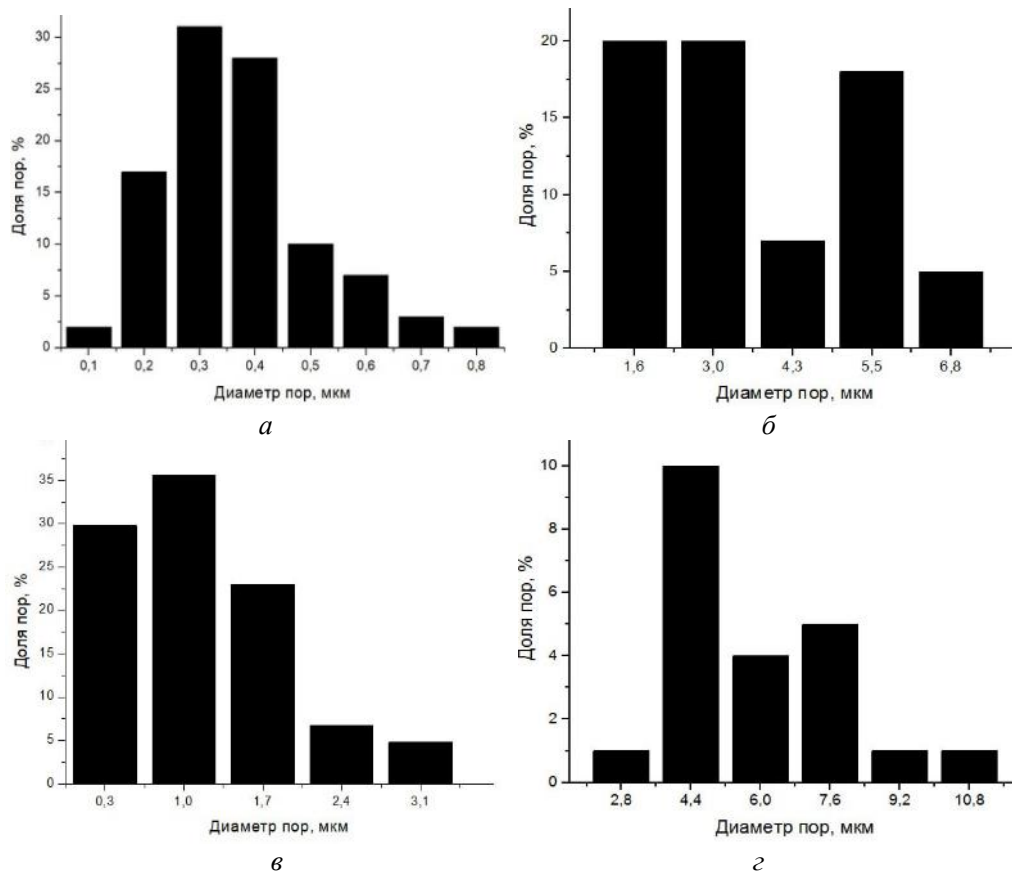 Доля пор, %
30
25
20
15
10
5
0
0,1 0,2 0,3 0,4 0,5 0,6 0,7 0,8
Диаметр пор, мкм
а
Доля пор, %
20
15
10
5
0
1,6 3,0 4,3 5,5 6,8
Диаметр пор, мкм
б
Доля пор, %
35
30
25
20
15
10
5
0
0,3 1,0 1,7 2,4 3,1
Диаметр пор, мкм
в
Доля пор, %
10
8
6
4
2
0
2,8 4,4 6,0 7,6 9,2 10,8
Диаметр пор, мкм
г